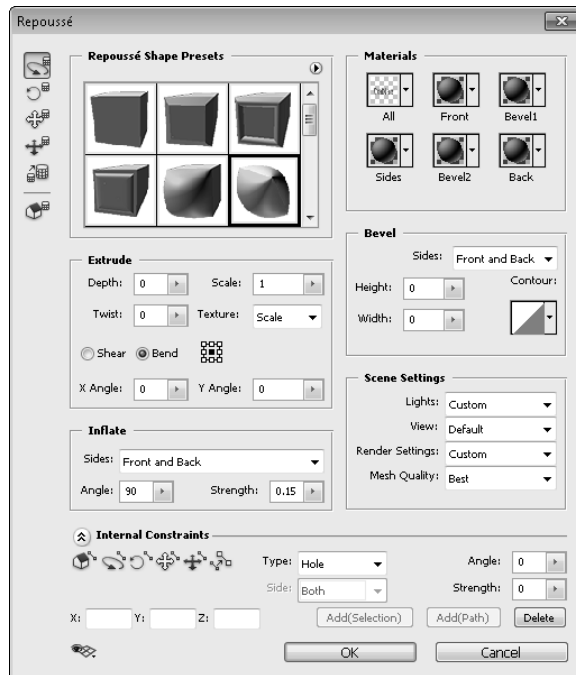 Repoussé
Repoussé Shape Presets
Materials
All Front Bevel1
Sides Bevel2 Back
Extrude
Depth: 0 Scale: 1
Twist: 0 Texture: Scale
Shear Bend
X Angle: 0 Y Angle: 0
Bevel
Sides: Front and Back
Height: 0 Contour:
Width: 0
Inflate
Sides: Front and Back
Angle: 90 Strength: 0.15
Scene Settings
Lights: Custom
View: Default
Render Settings: Custom
Mesh Quality: Best
Internal Constraints
Type: Hole Angle: 0
Side: Both Strength: 0
X: Y: Z: Add(Selection) Add(Path) Delete
OK Cancel